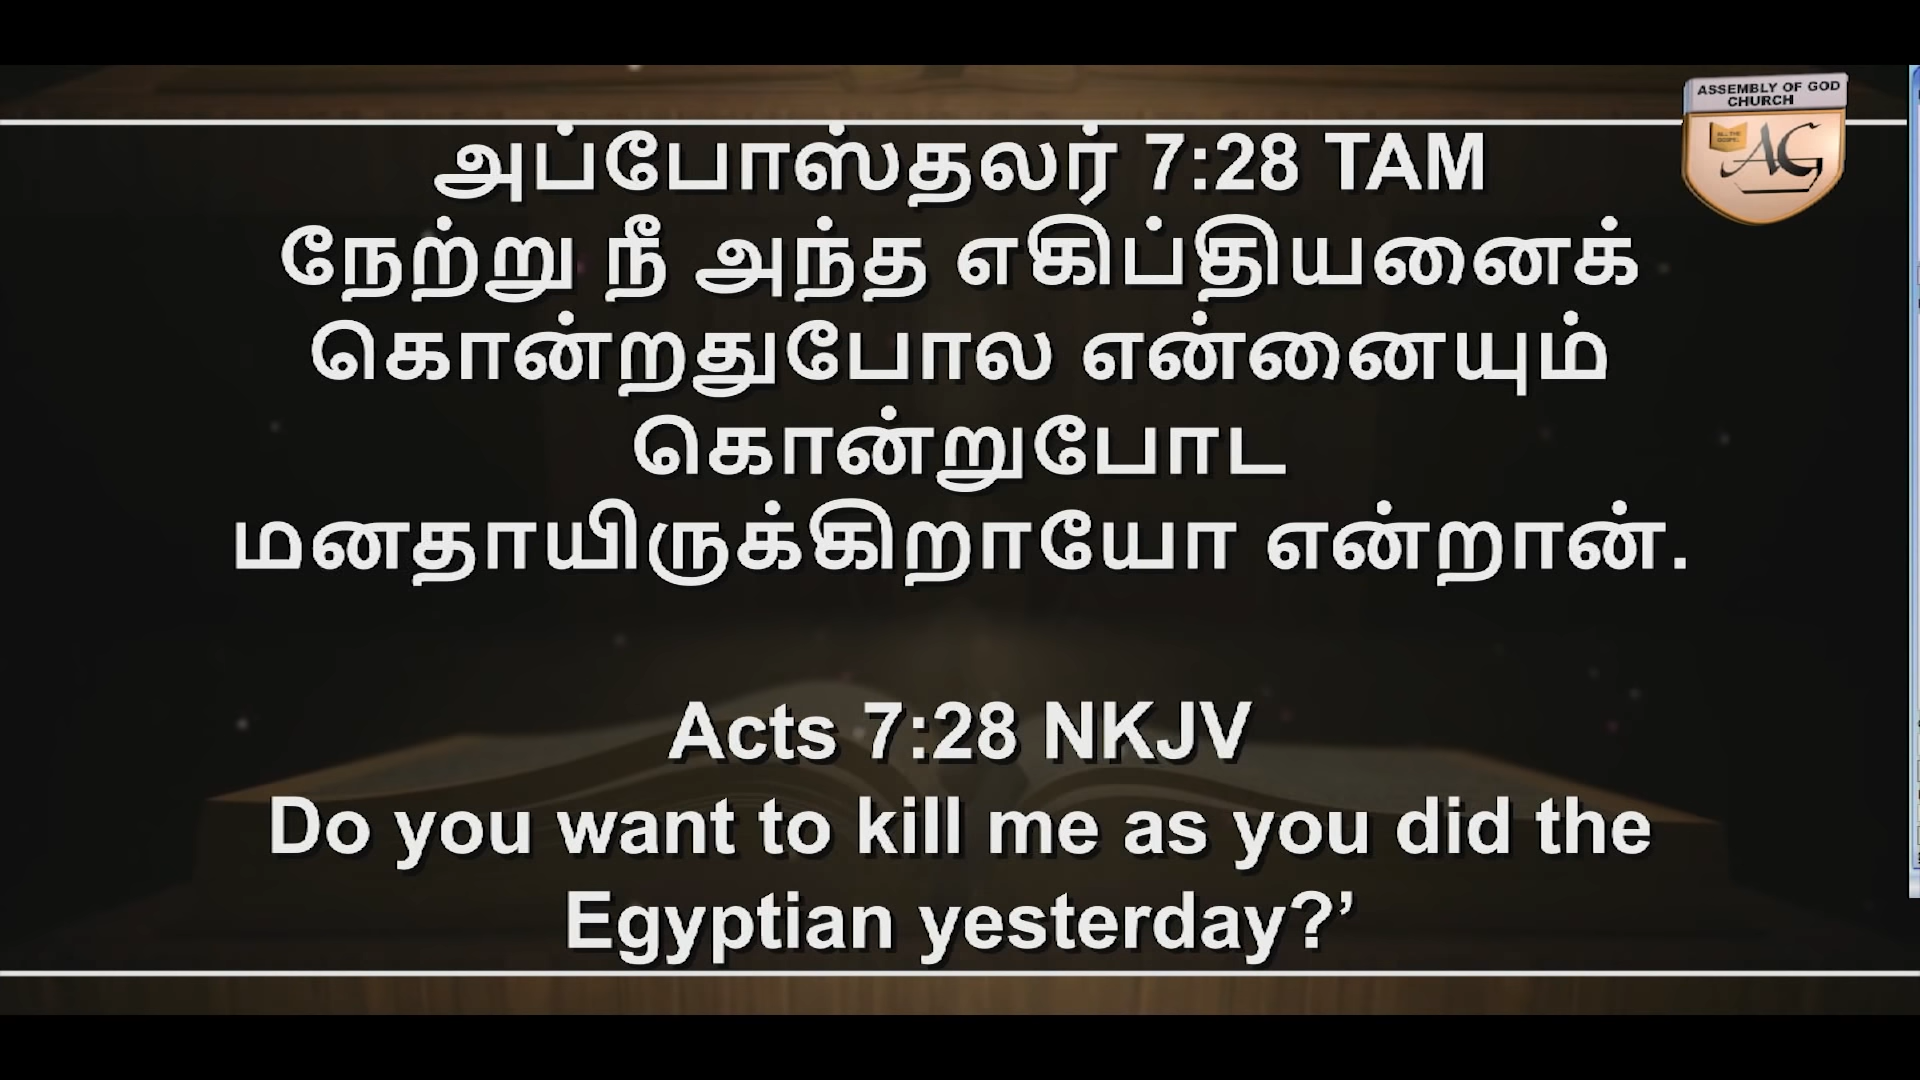 ASSEMBLY OF GOD
CHURCH
AG
அப்போஸ்தலர் 7:28 TAM
நேற்று நீ அந்த எகிப்தியனைக்
கொன்றதுபோல என்னையும்
கொன்றுபோட
மனதாயிருக்கிறாயோ என்றான்.
Acts 7:28 NKJV
Do you want to kill me as you did the
Egyptian yesterday?’